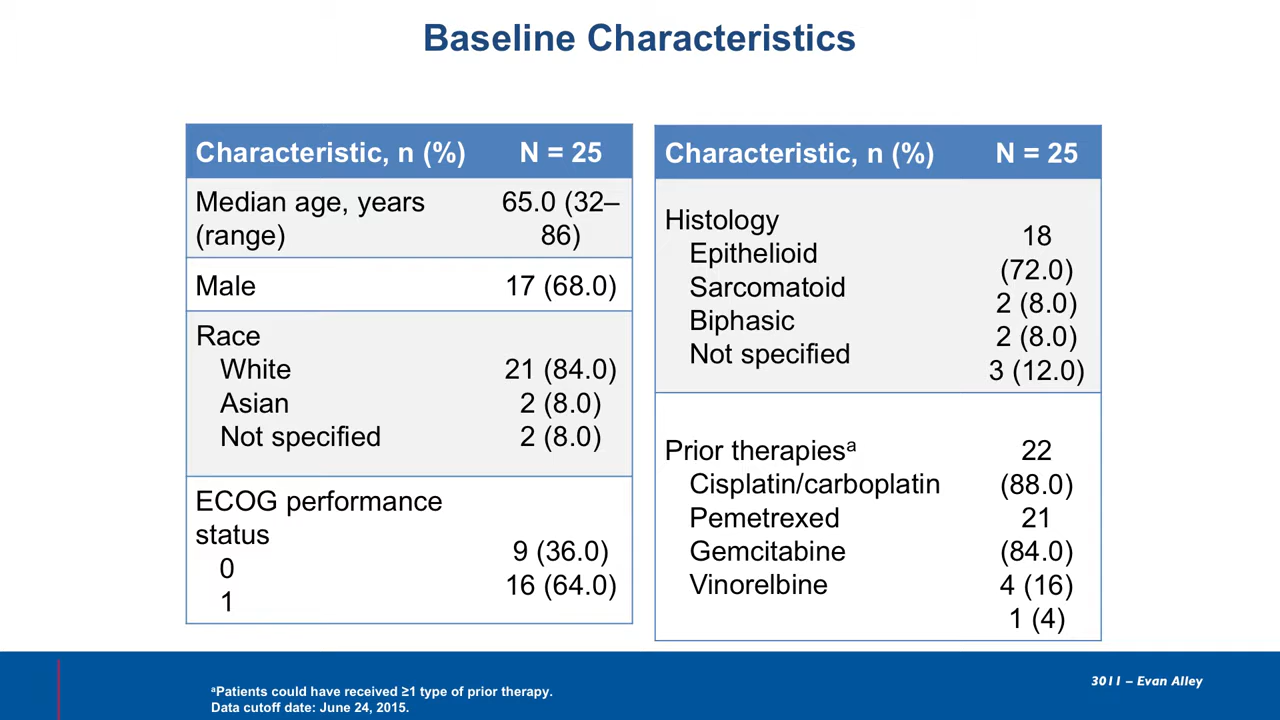 Baseline Characteristics
Characteristic, n (%) N = 25
Median age, years (range) 65.0 (32–86)
Male 17 (68.0)
Race
White 21 (84.0)
Asian 2 (8.0)
Not specified 2 (8.0)
ECOG performance status
0 9 (36.0)
1 16 (64.0)
Characteristic, n (%) N = 25
Histology
Epithelioid 18 (72.0)
Sarcomatoid 2 (8.0)
Biphasic 2 (8.0)
Not specified 3 (12.0)
Prior therapiesᵃ
Cisplatin/carboplatin 22 (88.0)
Pemetrexed 21 (84.0)
Gemcitabine 4 (16)
Vinorelbine 1 (4)
ᵃPatients could have received ≥1 type of prior therapy.
Data cutoff date: June 24, 2015.
3011 – Evan Alley